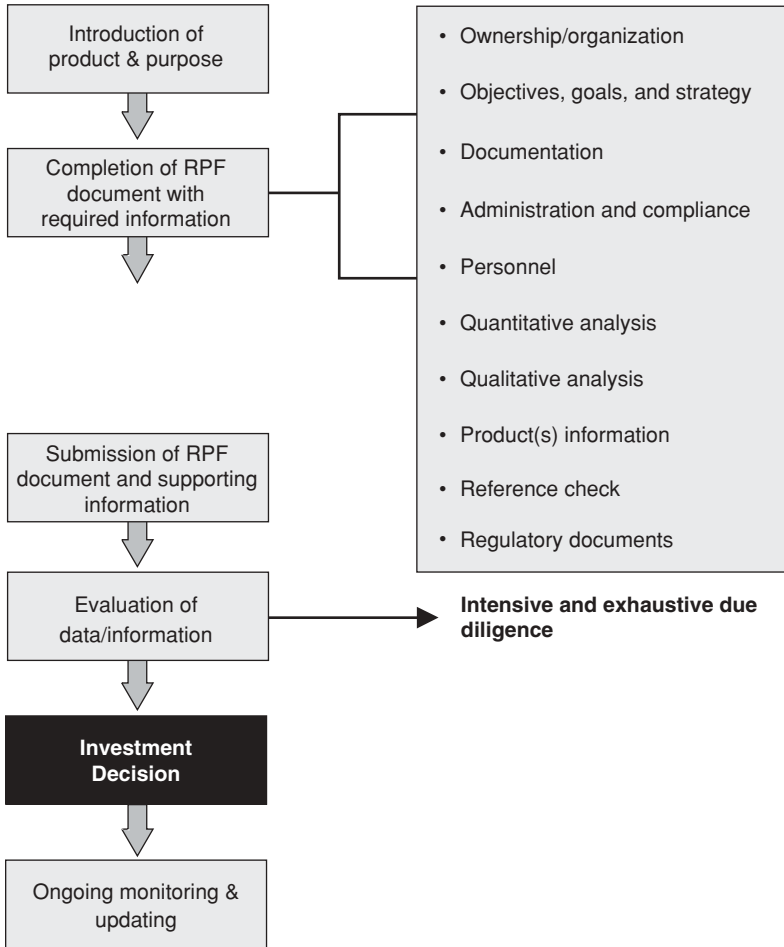 Introduction of
product & purpose
Completion of RPF
document with
required information
• Ownership/organization
• Objectives, goals, and strategy
• Documentation
• Administration and compliance
• Personnel
• Quantitative analysis
• Qualitative analysis
• Product(s) information
• Reference check
• Regulatory documents
Submission of RPF
document and supporting
information
Evaluation of
data/information
Intensive and exhaustive due
diligence
Investment
Decision
Ongoing monitoring &
updating